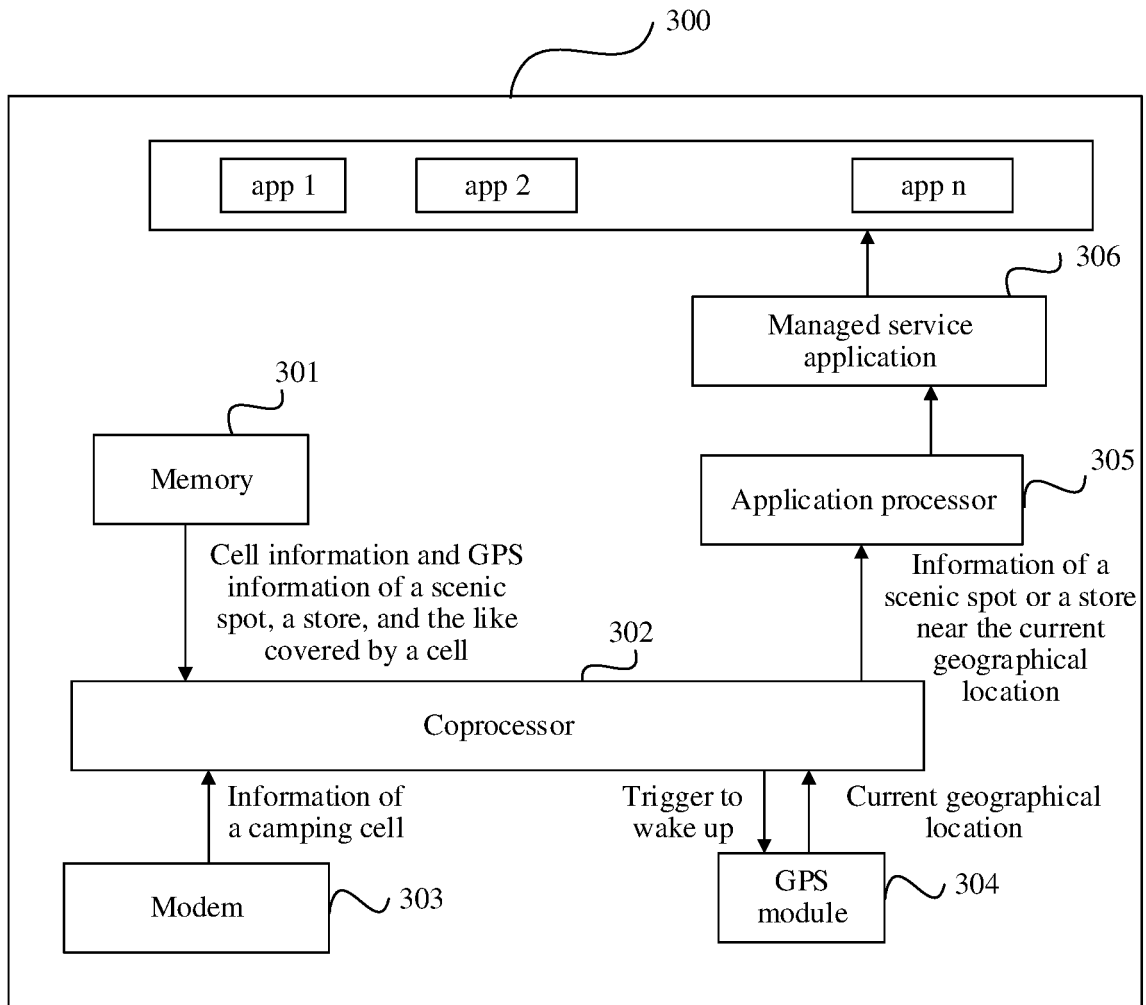 300
app 1
app 2
app n
306
Managed service
application
301
Memory
305
Application processor
Cell information and GPS
information of a scenic
spot, a store, and the like
covered by a cell
Information of a
scenic spot or a store
near the current
geographical
location
302
Coprocessor
Information of
a camping cell
Trigger to
wake up
Current geographical
location
Modem
303
GPS
module
304